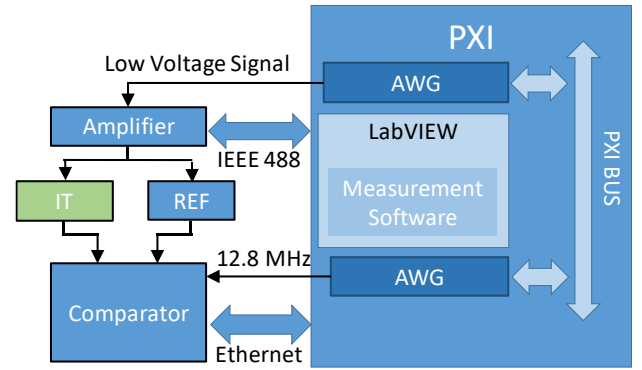 PXI
Low Voltage Signal
AWG
Amplifier
LabVIEW
IEEE 488
PXI BUS
IT
REF
Measurement
Software
12.8 MHz
AWG
Comparator
Ethernet